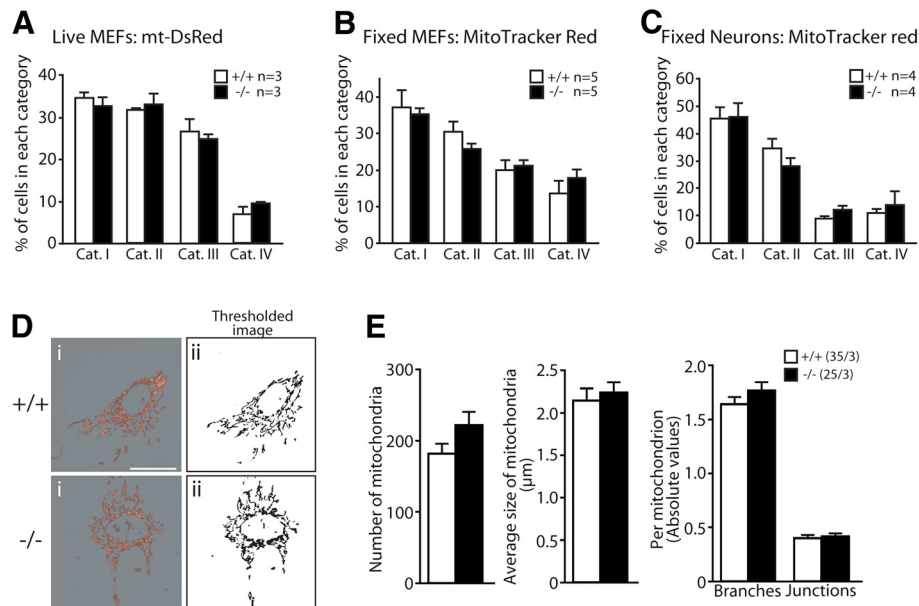 A Live MEFs: mt-DsRed
% of cells in each category
40
30
20
10
0
+/+ n=3
-/- n=3
Cat. I Cat. II Cat. III Cat. IV
B Fixed MEFs: MitoTracker Red
% of cells in each category
40
30
20
10
0
+/+ n=5
-/- n=5
Cat. I Cat. II Cat. III Cat. IV
C Fixed Neurons: MitoTracker red
% of cells in each category
60
50
40
30
20
10
0
+/+ n=4
-/- n=4
Cat. I Cat. II Cat. III Cat. IV
D
Thresholded
image
+/+
i
ii
-/-
i
ii
E
Number of mitochondria
300
200
100
0
Average size of mitochondria
(μm)
2.5
2.0
1.5
1.0
0.5
0
Per mitochondrion
(Absolute values)
2.0
1.5
1.0
0.5
0
+/+ (35/3)
-/- (25/3)
Branches Junctions